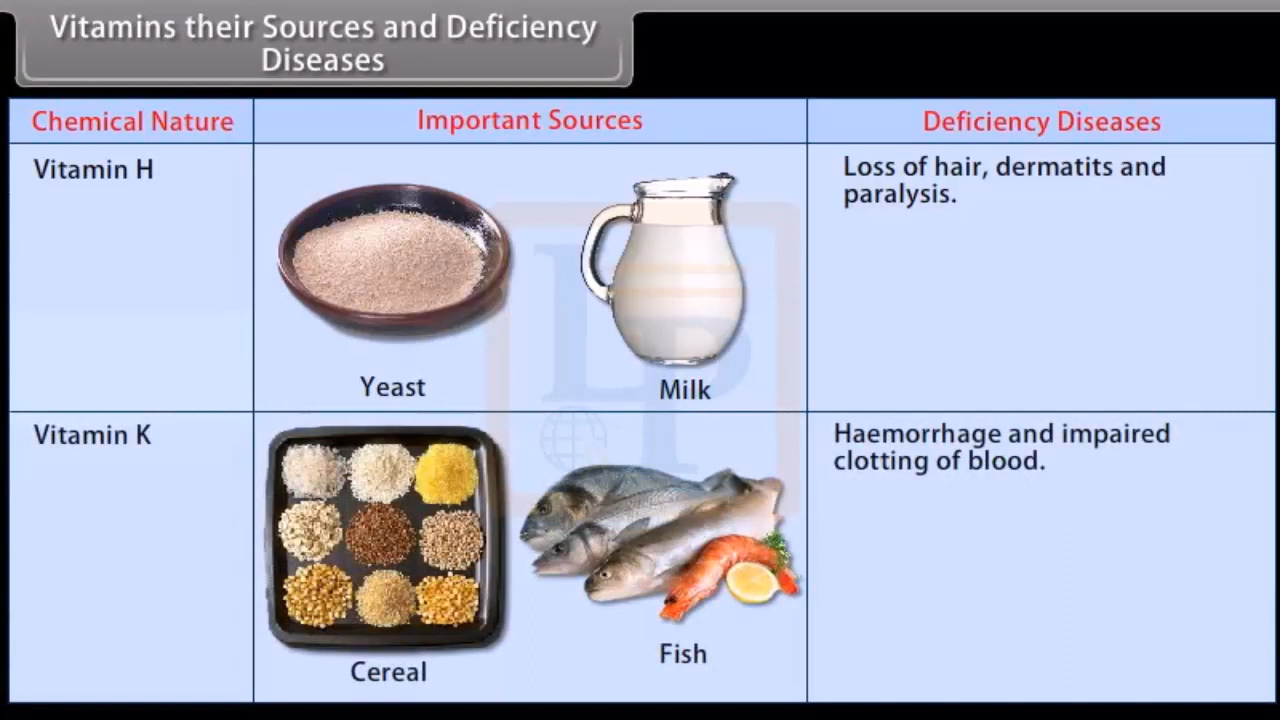 Vitamins their Sources and Deficiency
Diseases
Chemical Nature
Important Sources
Deficiency Diseases
Vitamin H
Yeast
Milk
Loss of hair, dermatits and
paralysis.
Vitamin K
Cereal
Fish
Haemorrhage and impaired
clotting of blood.
LP